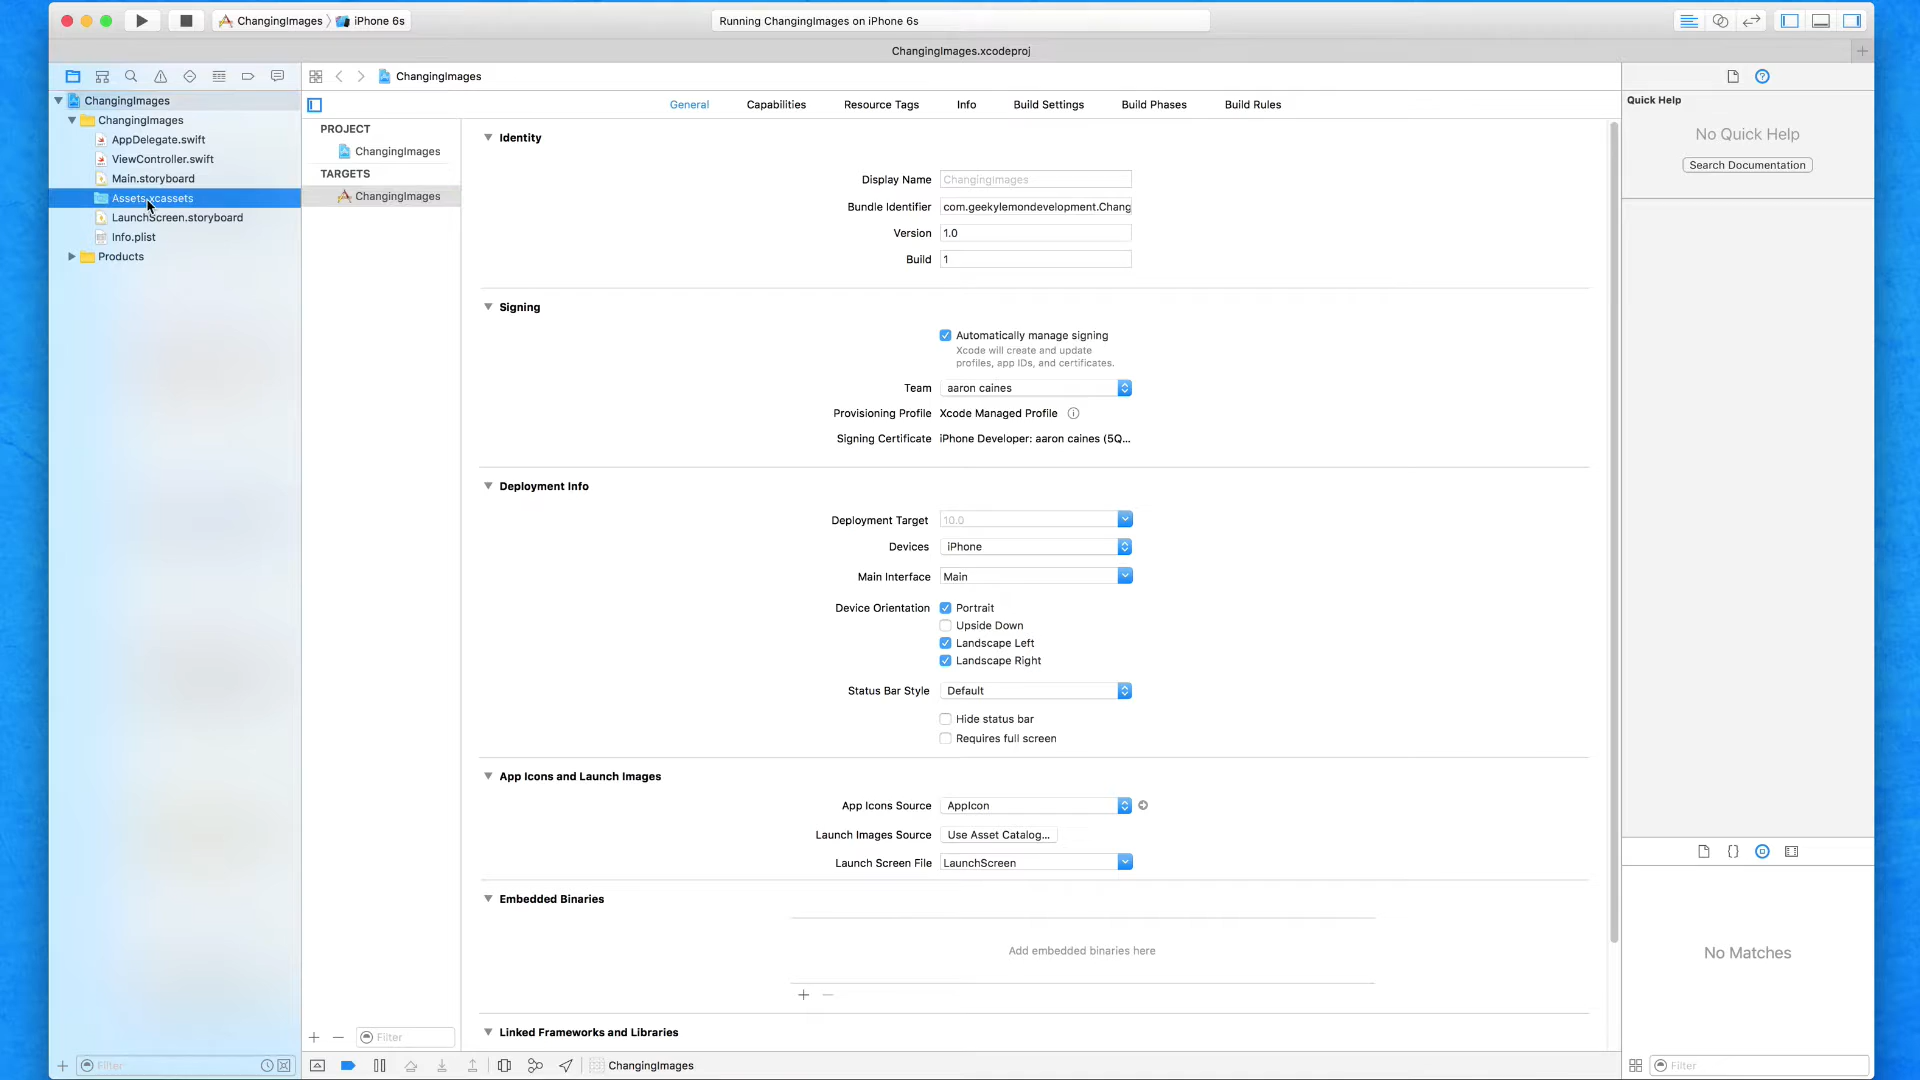 ChangingImages 〉 iPhone 6s
Running ChangingImages on iPhone 6s
ChangingImages.xcodeproj
ChangingImages
ChangingImages
AppDelegate.swift
ViewController.swift
Main.storyboard
Assets.xcassets
LaunchScreen.storyboard
Info.plist
Products
Filter
ChangingImages
General Capabilities Resource Tags Info Build Settings Build Phases Build Rules
PROJECT
ChangingImages
TARGETS
ChangingImages
Filter
Identity
Display Name ChangingImages
Bundle Identifier com.geekylemondevelopment.Chang
Version 1.0
Build 1
Signing
Automatically manage signing
Xcode will create and update
profiles, app IDs, and certificates.
Team aaron caines
Provisioning Profile Xcode Managed Profile
Signing Certificate iPhone Developer: aaron caines (5Q...
Deployment Info
Deployment Target 10.0
Devices iPhone
Main Interface Main
Device Orientation Portrait
Upside Down
Landscape Left
Landscape Right
Status Bar Style Default
Hide status bar
Requires full screen
App Icons and Launch Images
App Icons Source AppIcon
Launch Images Source Use Asset Catalog...
Launch Screen File LaunchScreen
Embedded Binaries
Add embedded binaries here
Linked Frameworks and Libraries
ChangingImages
Quick Help
No Quick Help
Search Documentation
No Matches
Filter